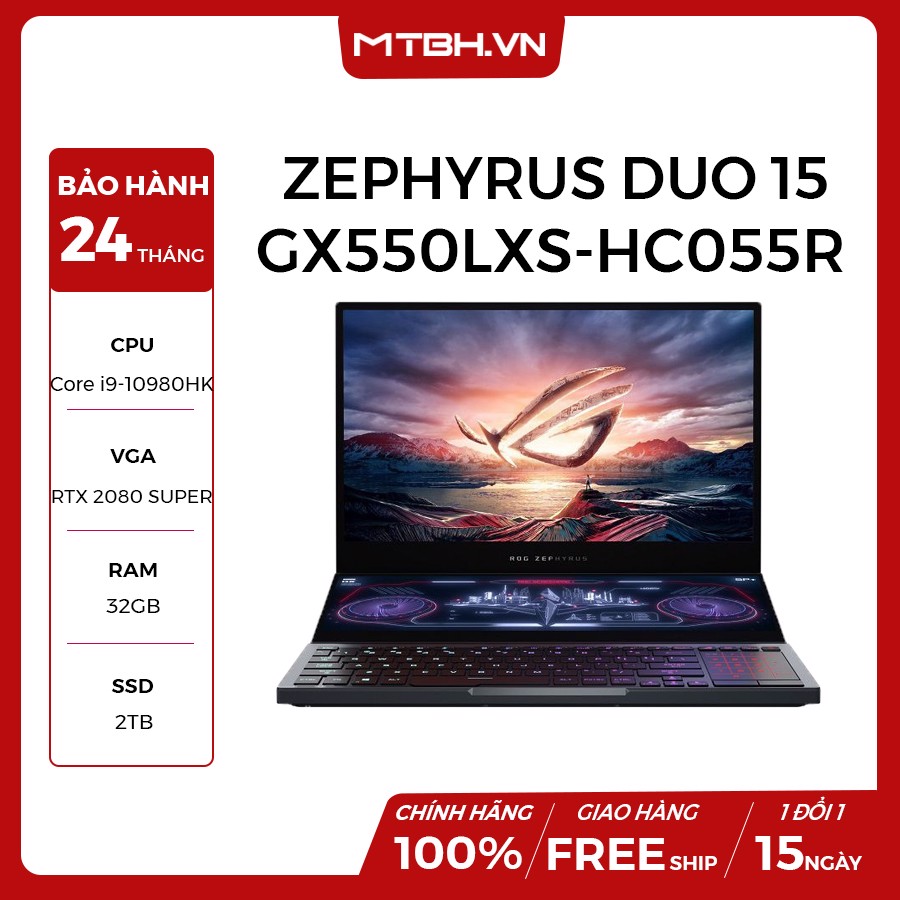 MTBH.VN
BẢO HÀNH
24 THÁNG
CPU
Core i9-10980HK
VGA
RTX 2080 SUPER
RAM
32GB
SSD
2TB
ZEPHYRUS DUO 15
GX550LXS-HC055R
ROG ZEPHYRUS
CHÍNH HÃNG
100%
GIAO HÀNG
FREE SHIP
1 ĐỔI 1
15 NGÀY